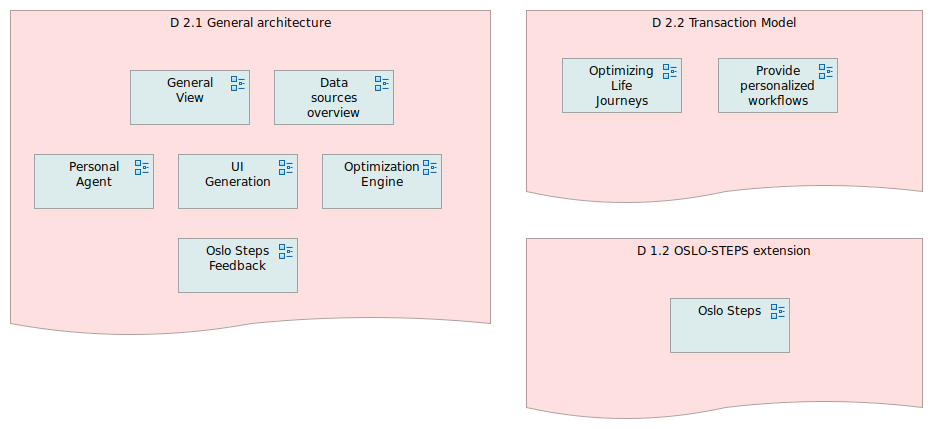 D 2.1 General architecture
General
View
Data
sources
overview
Personal
Agent
UI
Generation
Optimization
Engine
Oslo Steps
Feedback
D 2.2 Transaction Model
Optimizing
Life
Journeys
Provide
personalized
workflows
D 1.2 OSLO-STEPS extension
Oslo Steps